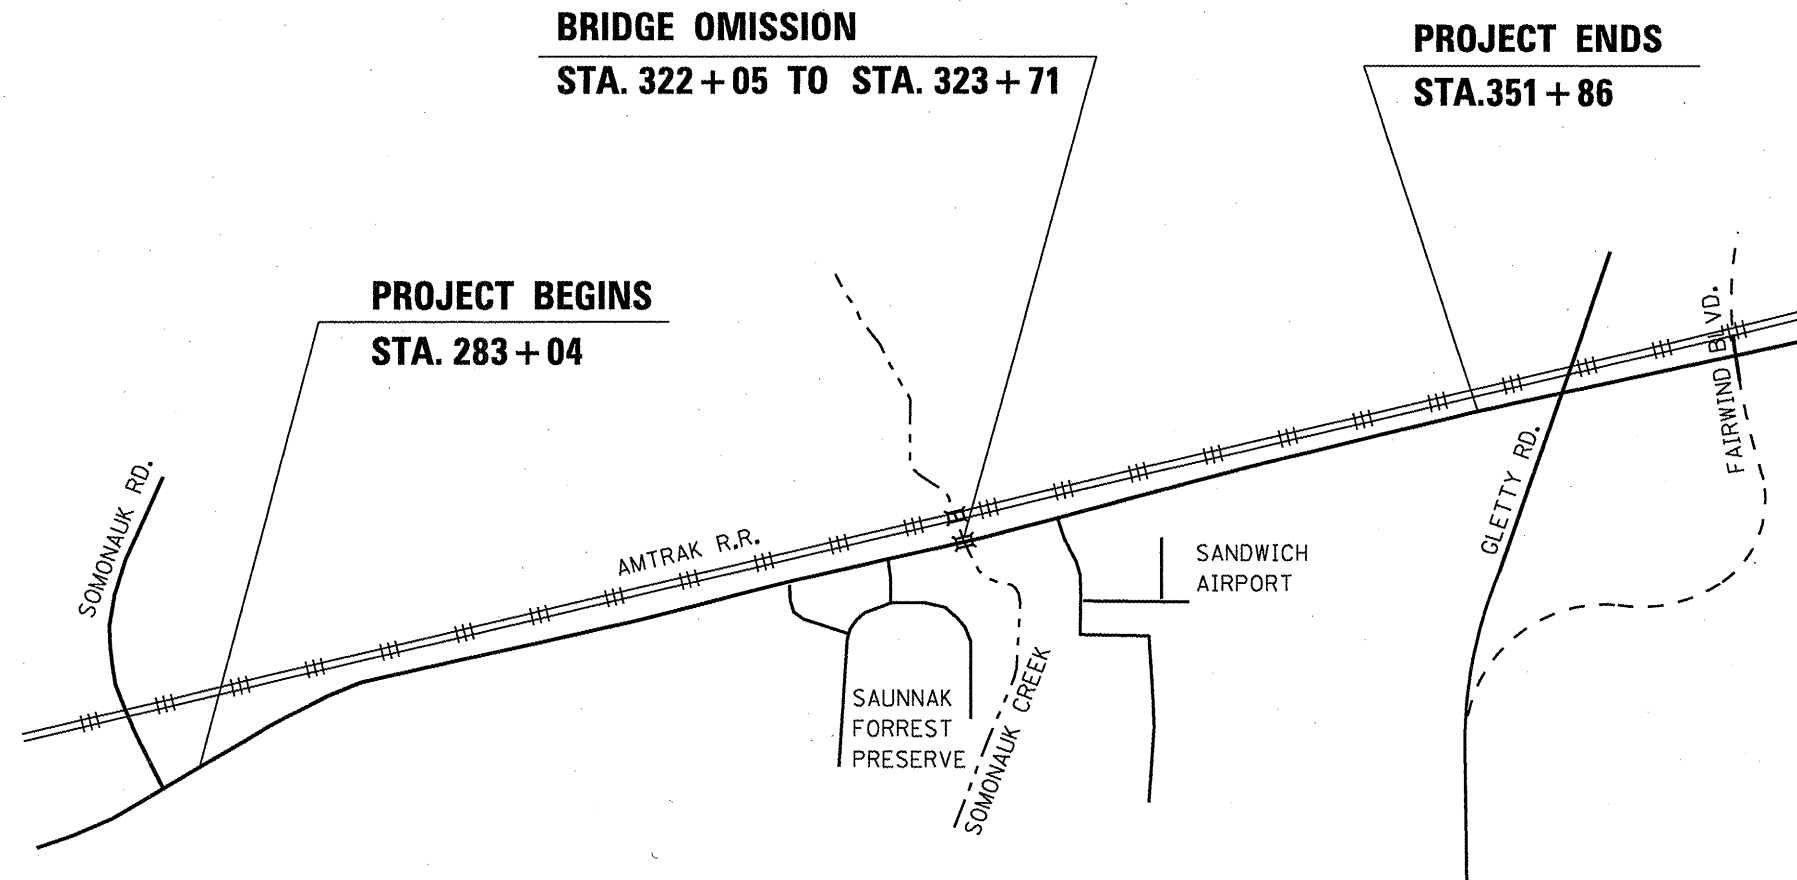 BRIDGE OMISSION
STA. 322+05 TO STA. 323+71
PROJECT ENDS
STA.351+86
PROJECT BEGINS
STA. 283+04
SOMONAUK RD.
AMTRAK R.R.
SAUNNAK
FORREST
PRESERVE
SOMONAUK CREEK
SANDWICH
AIRPORT
GLETTY RD.
FAIRWIND BLVD.